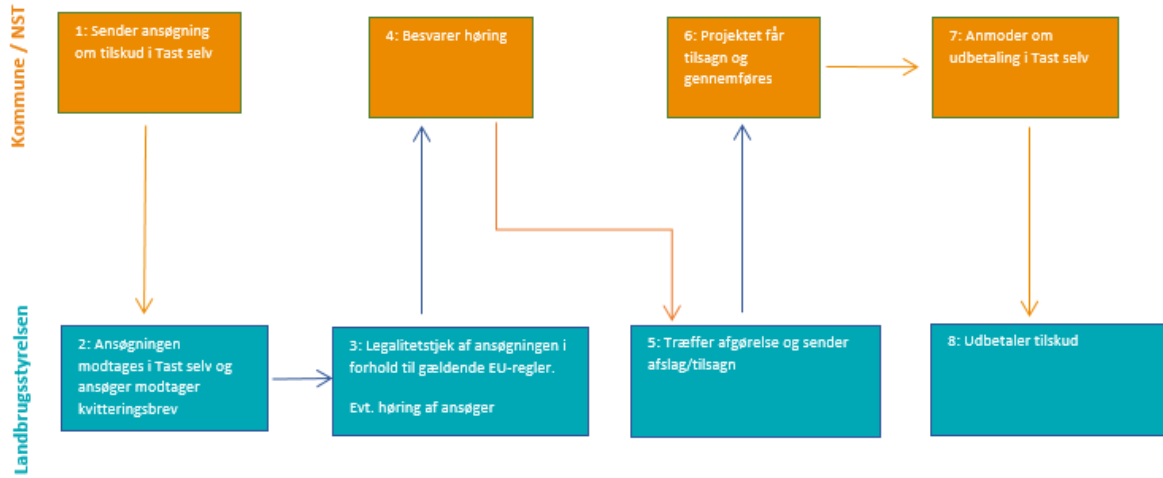 Kommune / NST
1: Sender ansøgning
om tilskud i Tast selv
4: Besvarer høring
6: Projektet får
tilsagn og
gennemføres
7: Anmoder om
udbetaling i Tast selv
Landbrugsstyrelsen
2: Ansøgningen
modtages i Tast selv og
ansøger modtager
kvitteringsbrev
3: Legalitetstjek af ansøgningen i
forhold til gældende EU-regler.
Evt. høring af ansøger
5: Træffer afgørelse og sender
afslag/tilsagn
8: Udbetaler tilskud